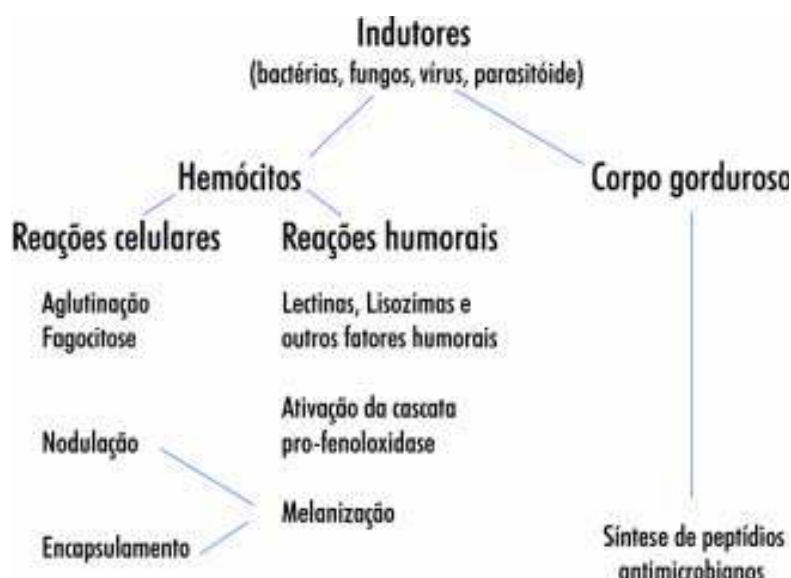 Indutores
(bactérias, fungos, vírus, parasitóide)
Hemócitos
Corpo gorduroso
Reações celulares
Reações humorais
Aglutinação
Fagocitose
Lectinas, Lisozimas e
outros fatores humorais
Ativação da cascata
pro-fenoloxidase
Nodulação
Melanização
Encapsulamento
Síntese de peptídios
antimicrobianos